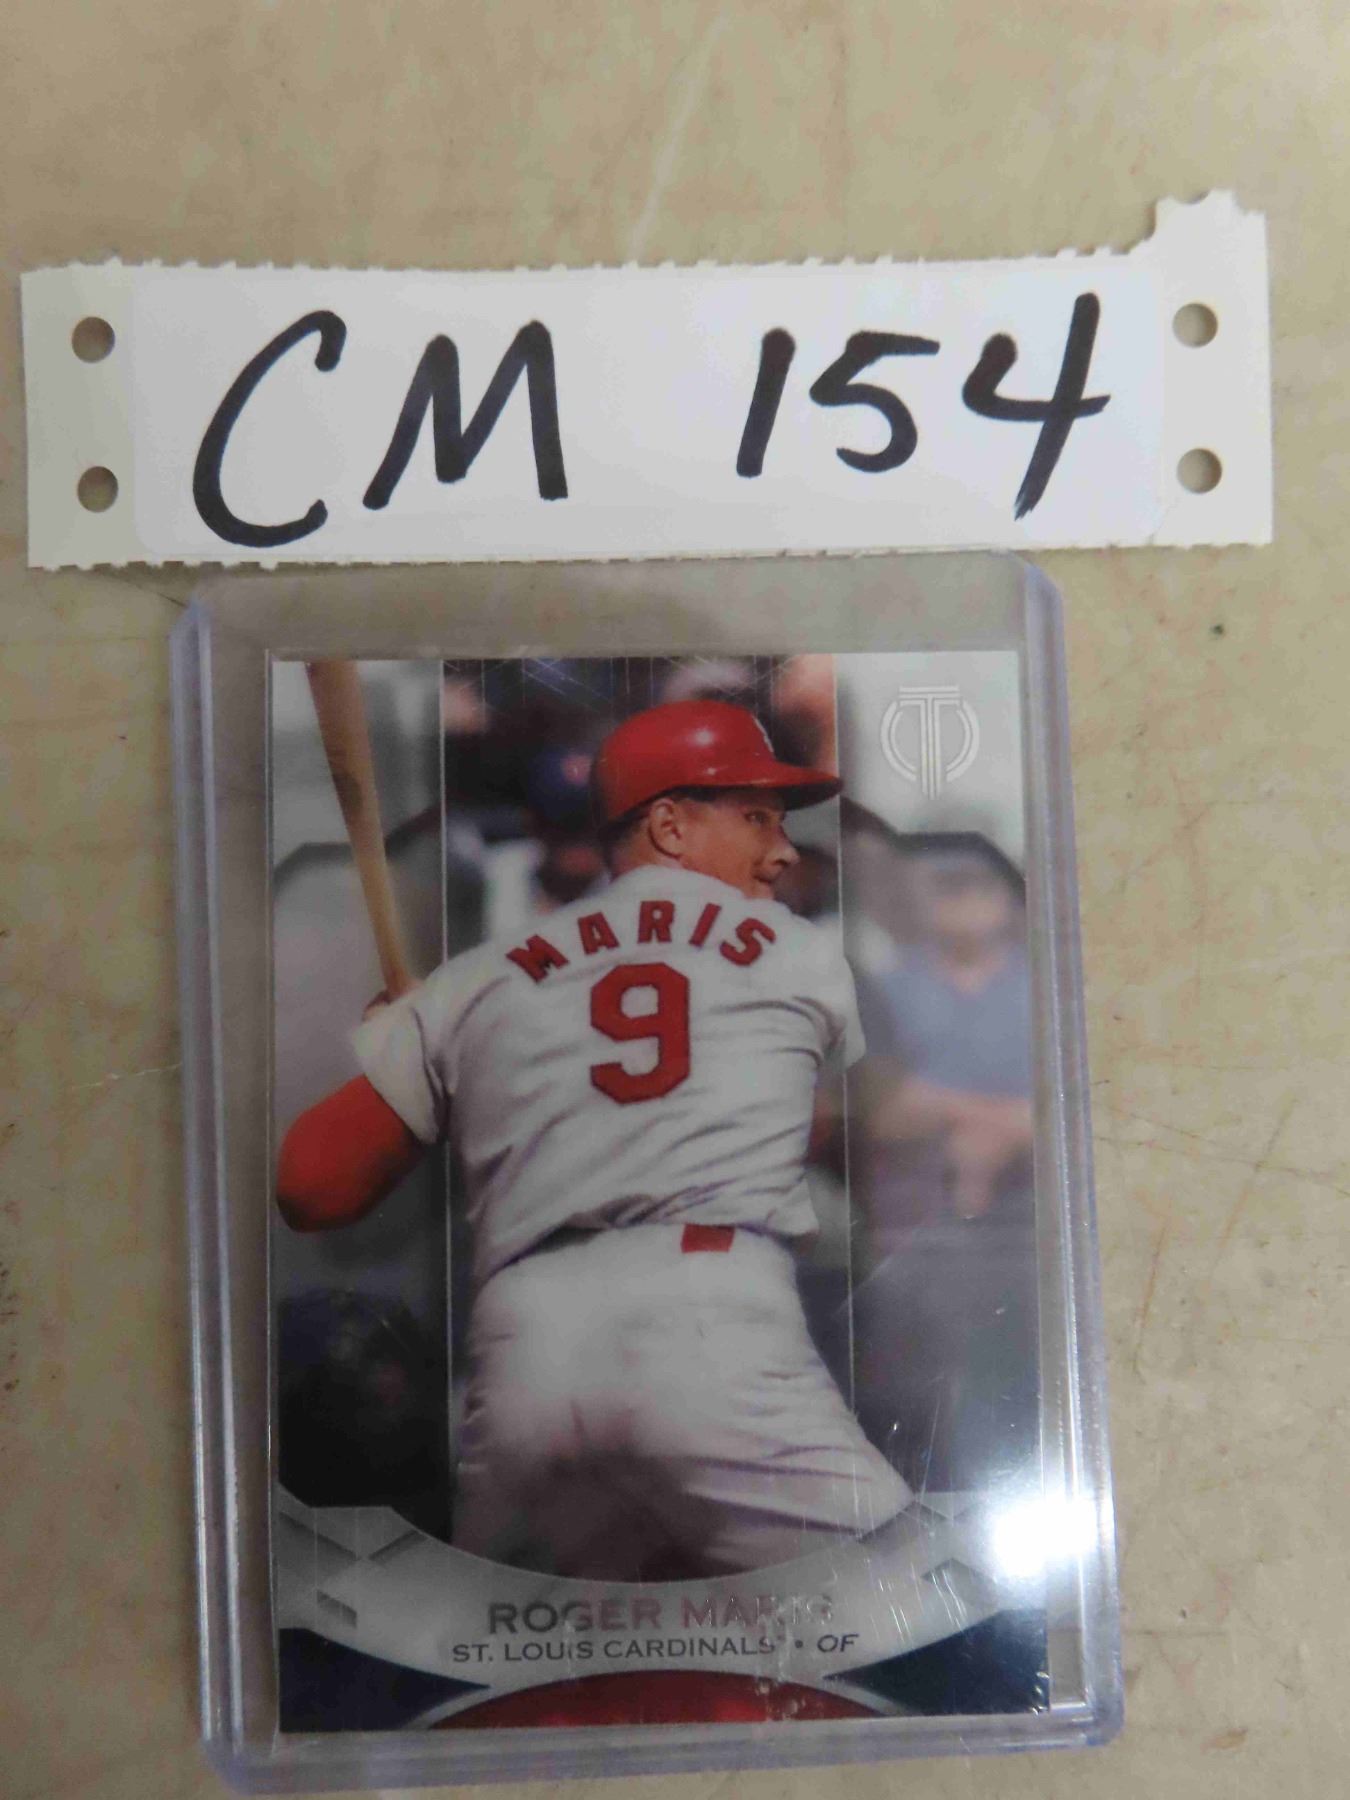 CM 154
MARIS
9
ROGER MARIS
ST. LOUIS CARDINALS • OF